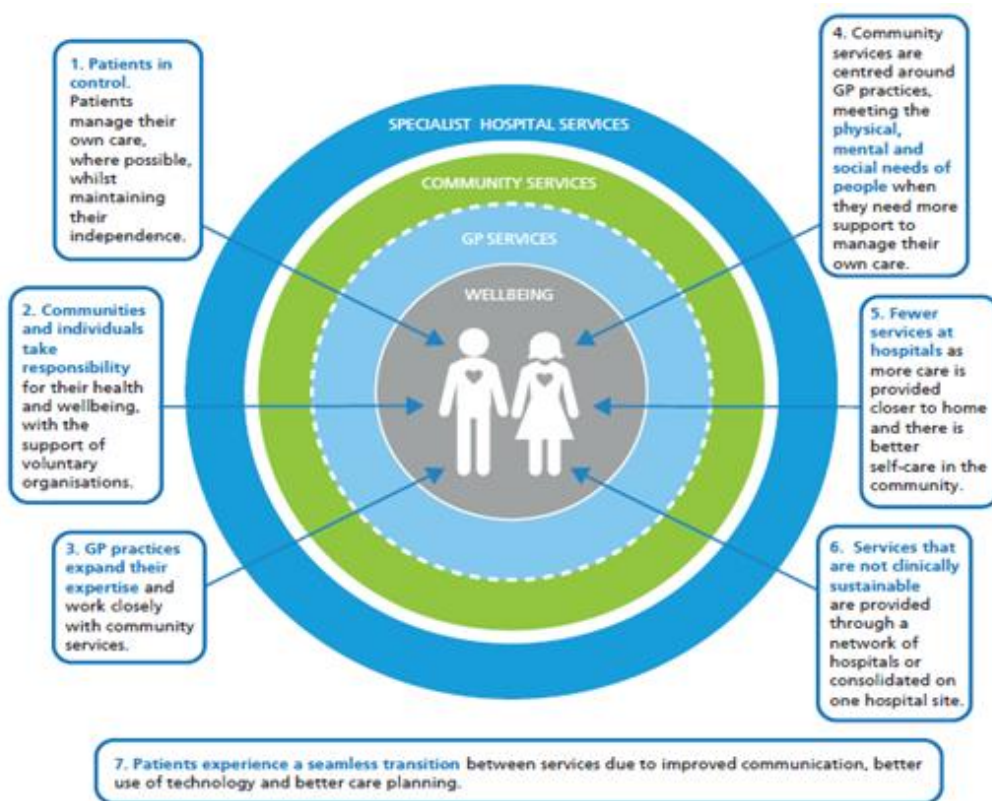 1. Patients in
control.
Patients
manage their
own care,
where possible,
whilst
maintaining
their
independence.
2. Communities
and individuals
take
responsibility
for their health
and wellbeing,
with the
support of
voluntary
organisations.
3. GP practices
expand their
expertise and
work closely
with community
services.
SPECIALIST HOSPITAL SERVICES
COMMUNITY SERVICES
GP SERVICES
WELLBEING
4. Community
services are
centred around
GP practices,
meeting the
physical,
mental and
social needs of
people when
they need more
support to
manage their
own care.
5. Fewer
services at
hospitals as
more care is
provided
closer to home
and there is
better
self-care in the
community.
6. Services that
are not clinically
sustainable
are provided
through a
network of
hospitals or
consolidated on
one hospital site.
7. Patients experience a seamless transition between services due to improved communication, better
use of technology and better care planning.